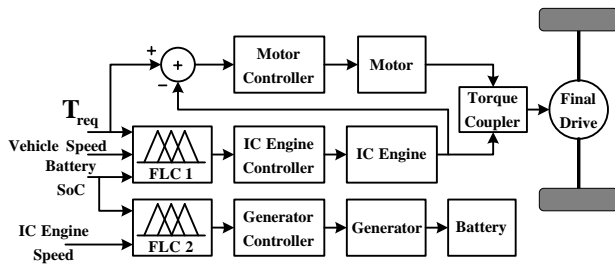 +
Motor
Controller
Motor
+
−
T_req
Torque
Coupler
Final
Drive
Vehicle Speed
Battery
SoC
FLC 1
IC Engine
Controller
IC Engine
IC Engine
Speed
FLC 2
Generator
Controller
Generator
Battery